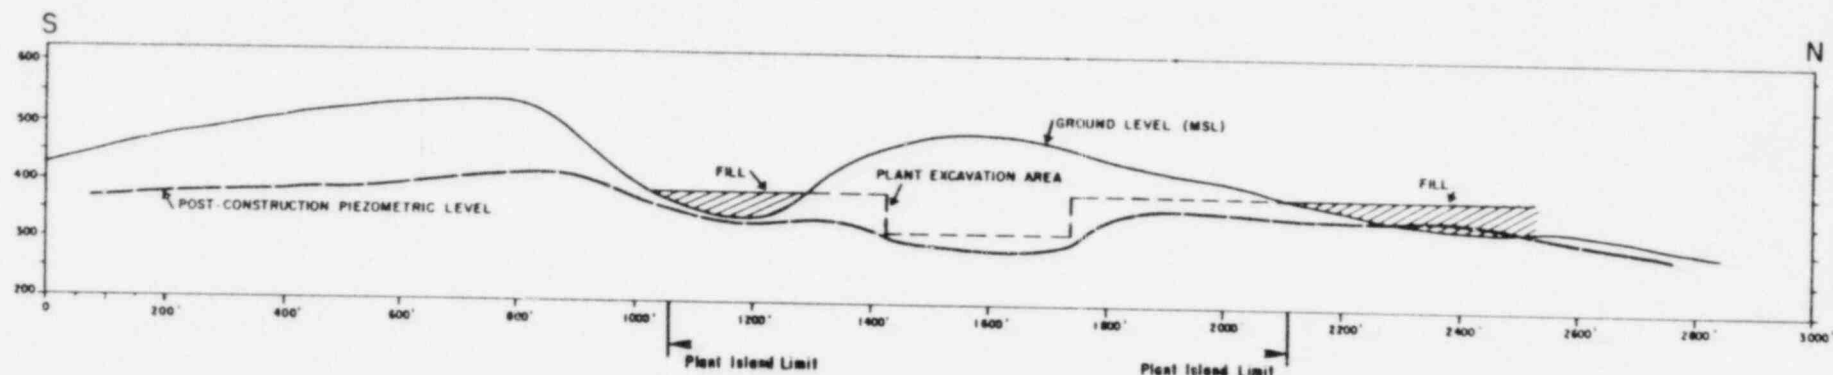 S
N
600
500
400
300
200
GROUND LEVEL (MSL)
FILL
PLANT EXCAVATION AREA
FILL
POST-CONSTRUCTION PIEZOMETRIC LEVEL
0
200'
400'
600'
800'
1000'
1200'
1400'
1600'
1800'
2000'
2200'
2400'
2600'
2800'
3000'
Plant Island Limit
Plant Island Limit